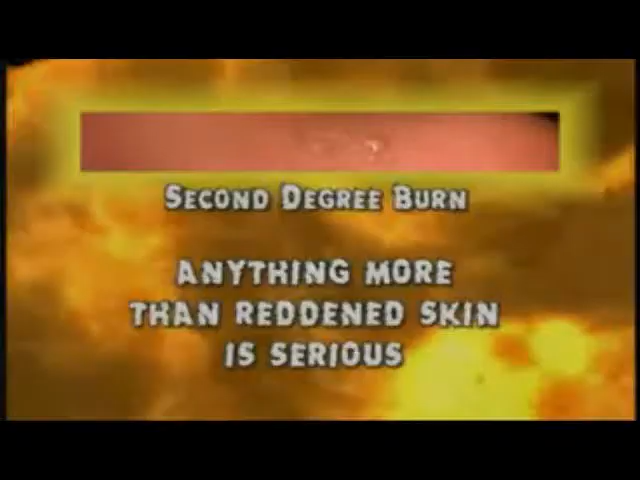 SECOND DEGREE BURN
ANYTHING MORE
THAN REDDENED SKIN
IS SERIOUS